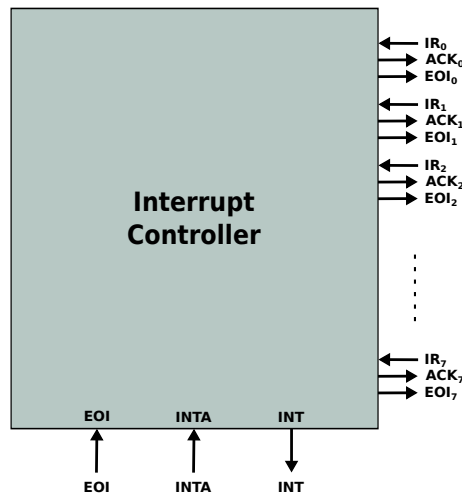 IR0
ACK0
EOI0
IR1
ACK1
EOI1
IR2
ACK2
EOI2
Interrupt
Controller
IR7
ACK7
EOI7
EOI INTA INT
EOI INTA INT